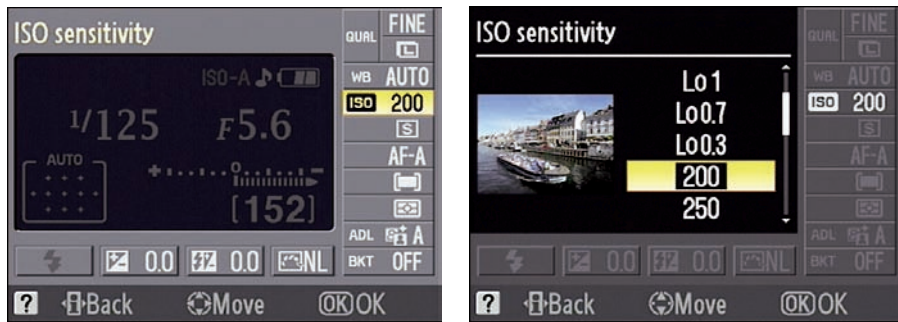 ISO sensitivity
QUAL FINE
L
ISO-A
WB AUTO
ISO 200
1/125 F5.6
S
AUTO
AF-A
[152]
ADL A
0.0 0.0 NL
BKT OFF
? Back Move OK OK
ISO sensitivity
QUAL FINE
L
Lo 1
WB AUTO
Lo 0.7
ISO 200
Lo 0.3
S
200
AF-A
250
ADL A
0.0 0.0 NL
BKT OFF
? Back Move OK OK